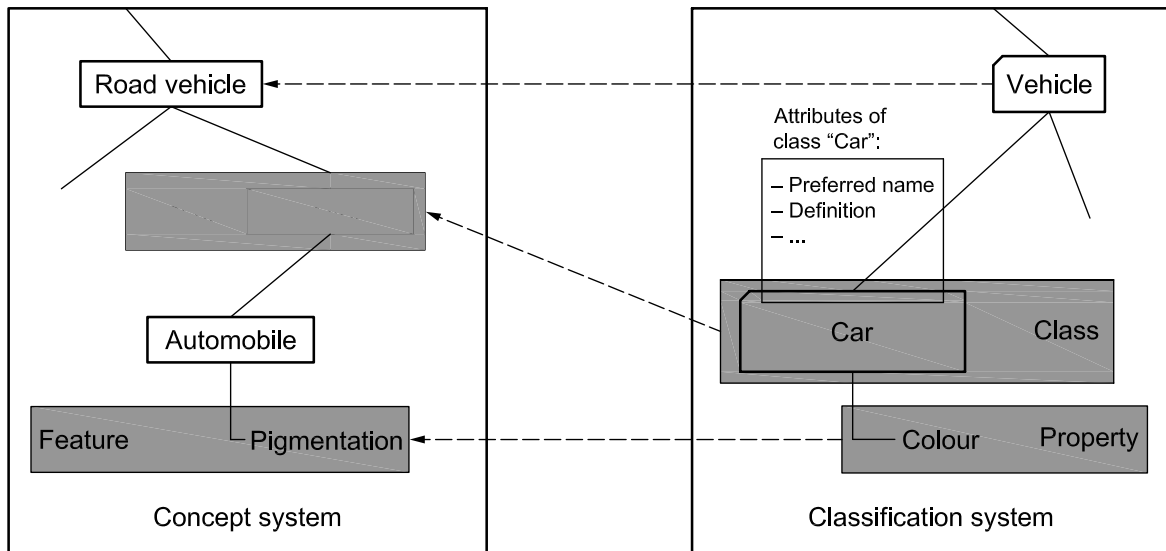 Road vehicle
Automobile
Feature
Pigmentation
Concept system
Vehicle
Attributes of
class “Car”:
– Preferred name
– Definition
– ...
Car
Class
Colour
Property
Classification system